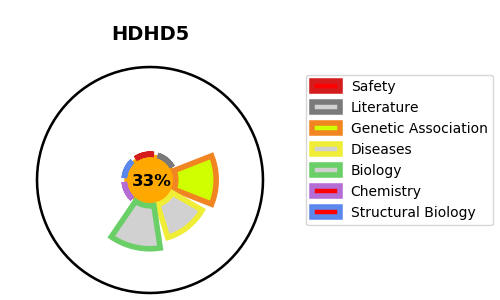 HDHD5
33%
Safety
Literature
Genetic Association
Diseases
Biology
Chemistry
Structural Biology